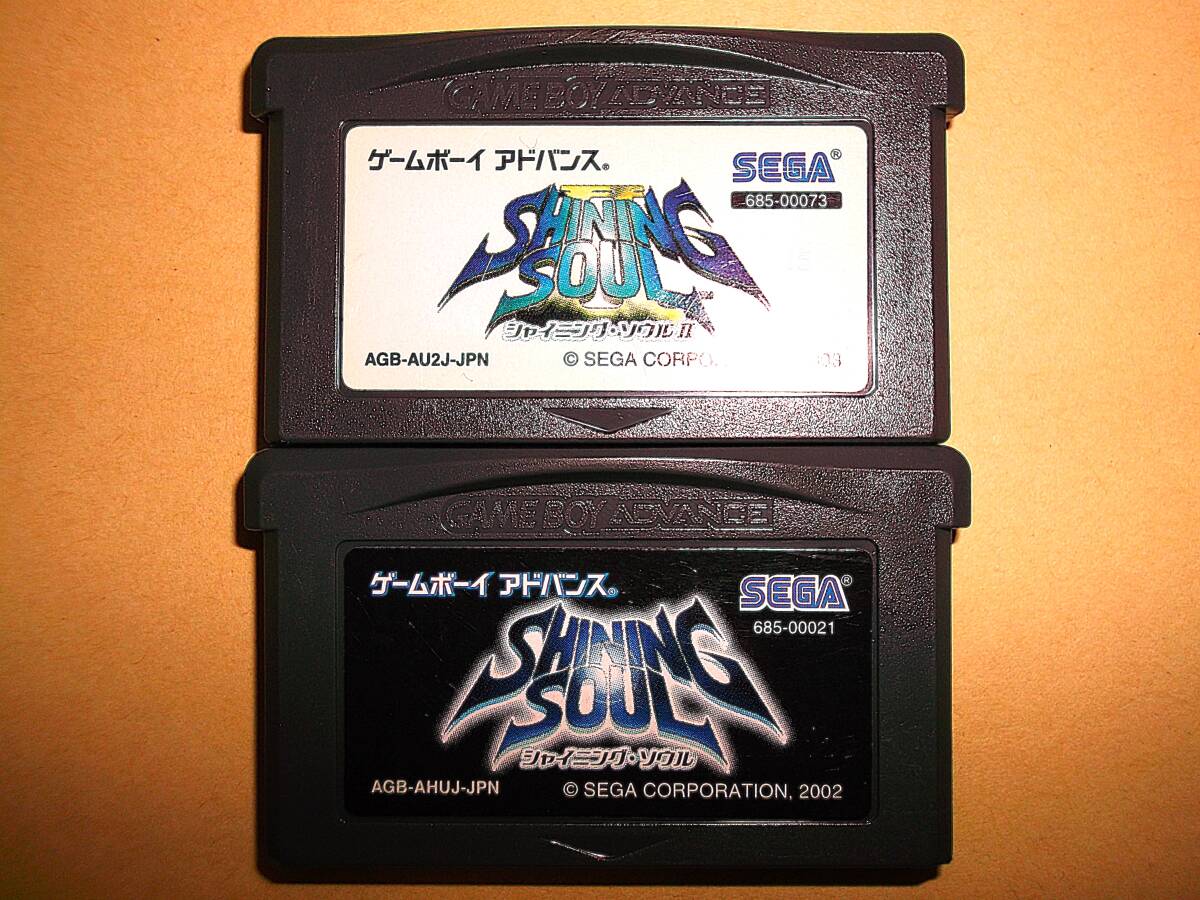 GAME BOY ADVANCE
ゲームボーイ アドバンス®
SEGA®
685-00073
SHINING
SOUL
シャイニング・ソウル II
AGB-AU2J-JPN
© SEGA
GAME BOY ADVANCE
ゲームボーイ アドバンス®
SEGA®
685-00021
SHINING
SOUL
シャイニング・ソウル
AGB-AHUJ-JPN
© SEGA CORPORATION, 2002